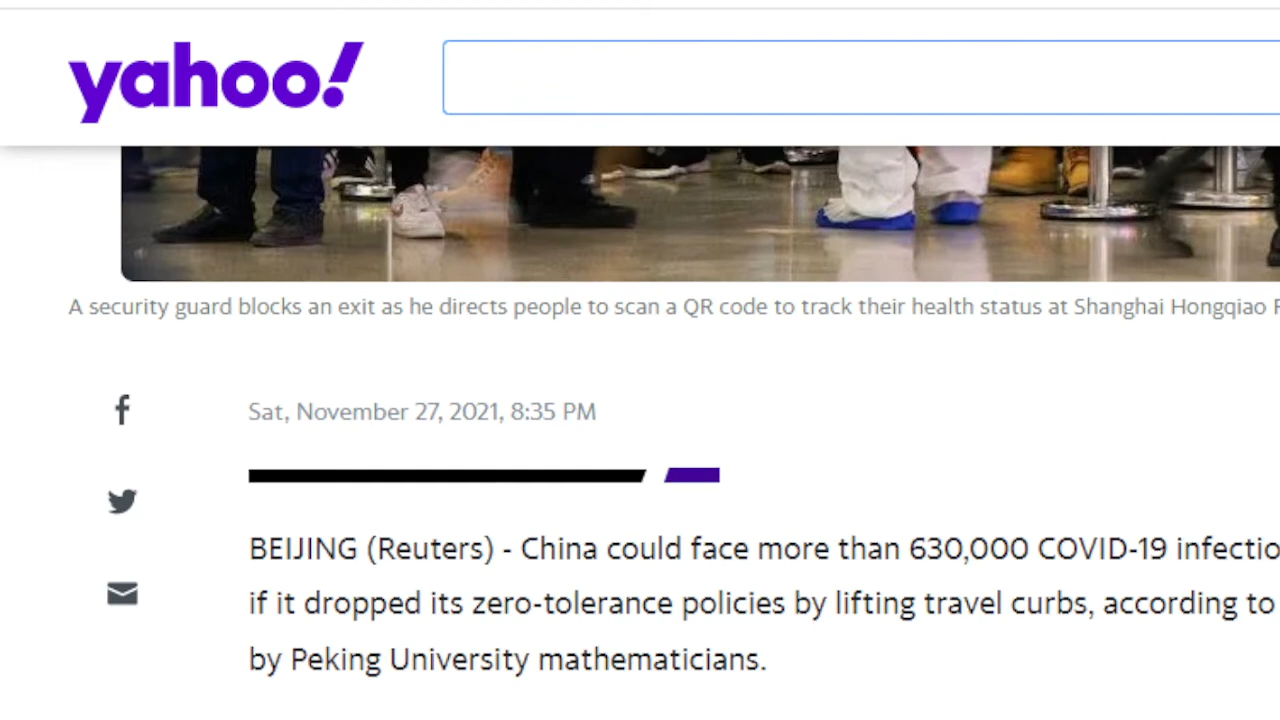 yahoo!
A security guard blocks an exit as he directs people to scan a QR code to track their health status at Shanghai Hongqiao
Sat, November 27, 2021, 8:35 PM
BEIJING (Reuters) - China could face more than 630,000 COVID-19
if it dropped its zero-tolerance policies by lifting travel curbs, according to
by Peking University mathematicians.